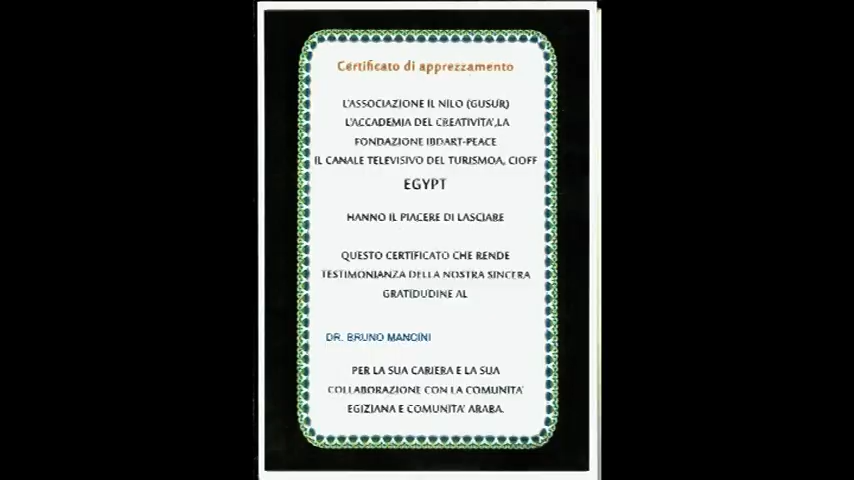 Certificato di apprezzamento
L'ASSOCIAZIONE IL NILO (GUSUR)
L'ACCADEMIA DEL CREATIVITA',LA
FONDAZIONE IBDART-PEACE
IL CANALE TELEVISIVO DEL TURISMOA, CIOFF
EGYPT
HANNO IL PIACERE DI LASCIARE
QUESTO CERTIFICATO CHE RENDE
TESTIMONIANZA DELLA NOSTRA SINCERA
GRATIDUDINE AL
DR. BRUNO MANCINI
PER LA SUA CARIERA E LA SUA
COLLABORAZIONE CON LA COMUNITA'
EGIZIANA E COMUNITA' ARABA.